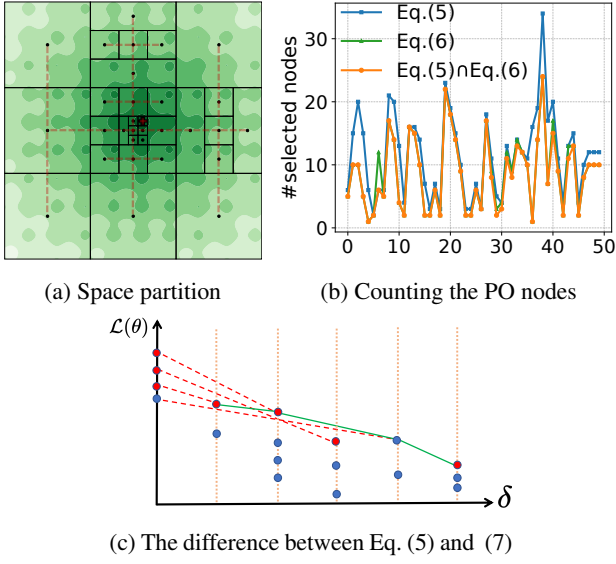 (a) Space partition
#selected nodes
30
20
10
0
Eq.(5)
Eq.(6)
Eq.(5)∩Eq.(6)
0 10 20 30 40 50
(b) Counting the PO nodes
ℒ(θ)
δ
(c) The difference between Eq. (5) and (7)